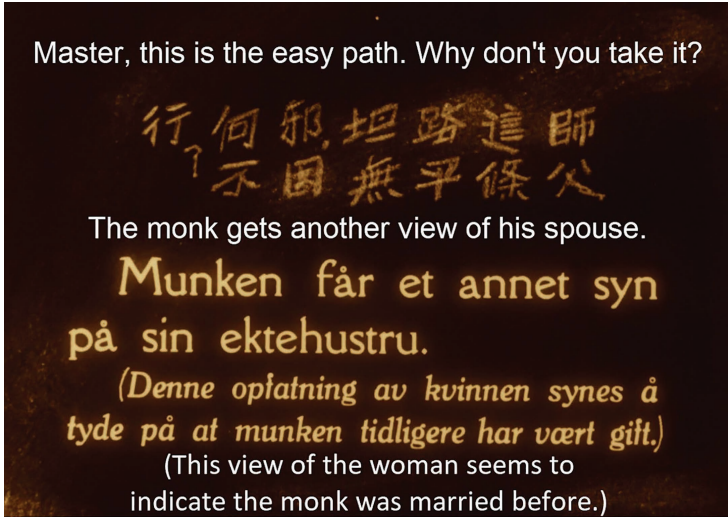 Master, this is the easy path. Why don't you take it?
師父
這條
路平
坦無
邪,因
何不
行?
The monk gets another view of his spouse.
Munken får et annet syn
på sin ektehustru.
(Denne opfatning av kvinnen synes å
tyde på at munken tidligere har vært gift.)
(This view of the woman seems to
indicate the monk was married before.)